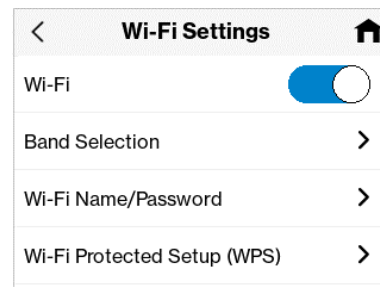 Wi-Fi Settings
Wi-Fi
Band Selection
Wi-Fi Name/Password
Wi-Fi Protected Setup (WPS)